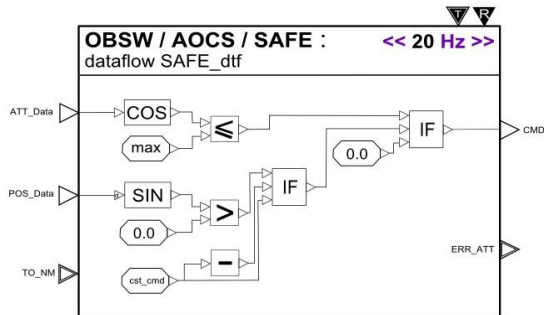 T R
OBSW / AOCS / SAFE : << 20 Hz >>
dataflow SAFE_dtf
ATT_Data
COS
≤
IF
CMD
max
0.0
POS_Data
SIN
IF
>
0.0
ERR_ATT
TO_NM
−
cst_cmd